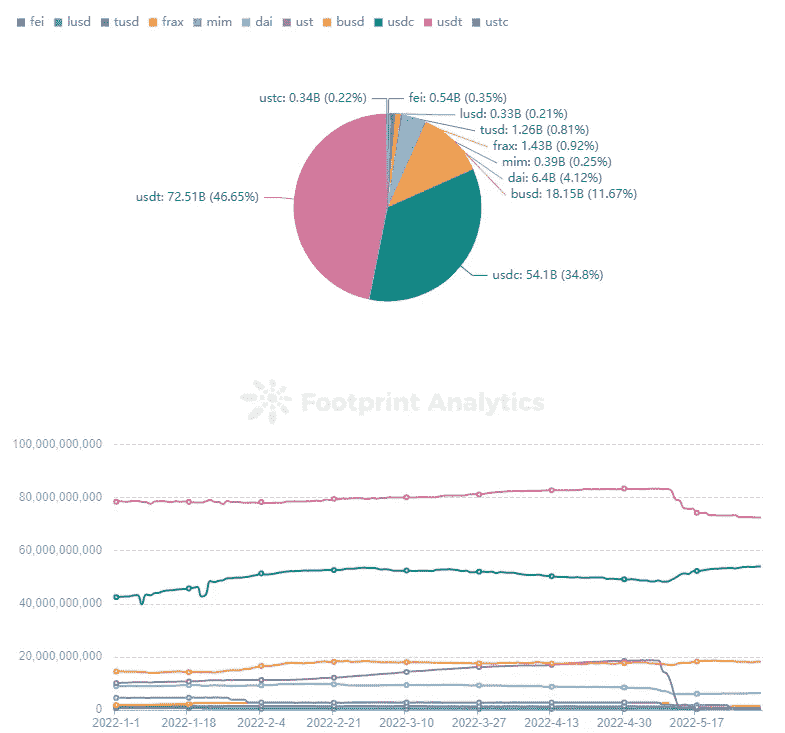 fei lusd tusd frax mim dai ust busd usdc usdt ustc
ustc: 0.34B (0.22%)
fei: 0.54B (0.35%)
lusd: 0.33B (0.21%)
tusd: 1.26B (0.81%)
frax: 1.43B (0.92%)
mim: 0.39B (0.25%)
dai: 6.4B (4.12%)
busd: 18.15B (11.67%)
usdt: 72.51B (46.65%)
usdc: 54.1B (34.8%)
Footprint Analytics
100,000,000,000
80,000,000,000
60,000,000,000
40,000,000,000
20,000,000,000
0
2022-1-1 2022-1-18 2022-2-4 2022-2-21 2022-3-10 2022-3-27 2022-4-13 2022-4-30 2022-5-17